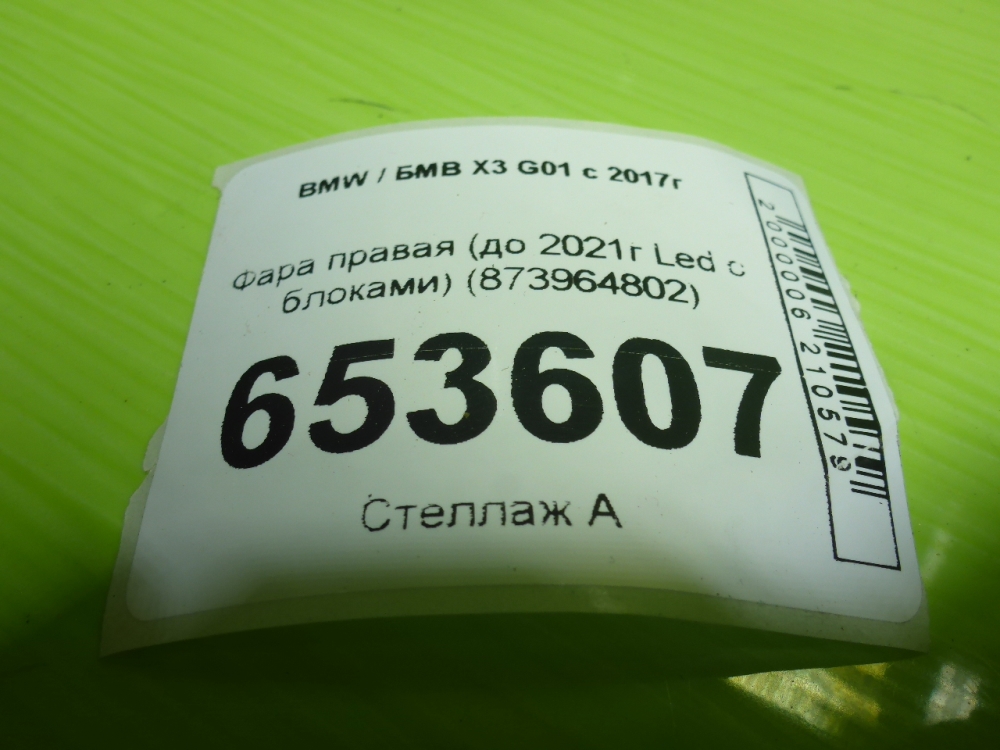 BMW / БМВ X3 G01 с 2017г
Фара правая (до 2021г Led с
блоками) (873964802)
653607
Стеллаж А
2000006210579